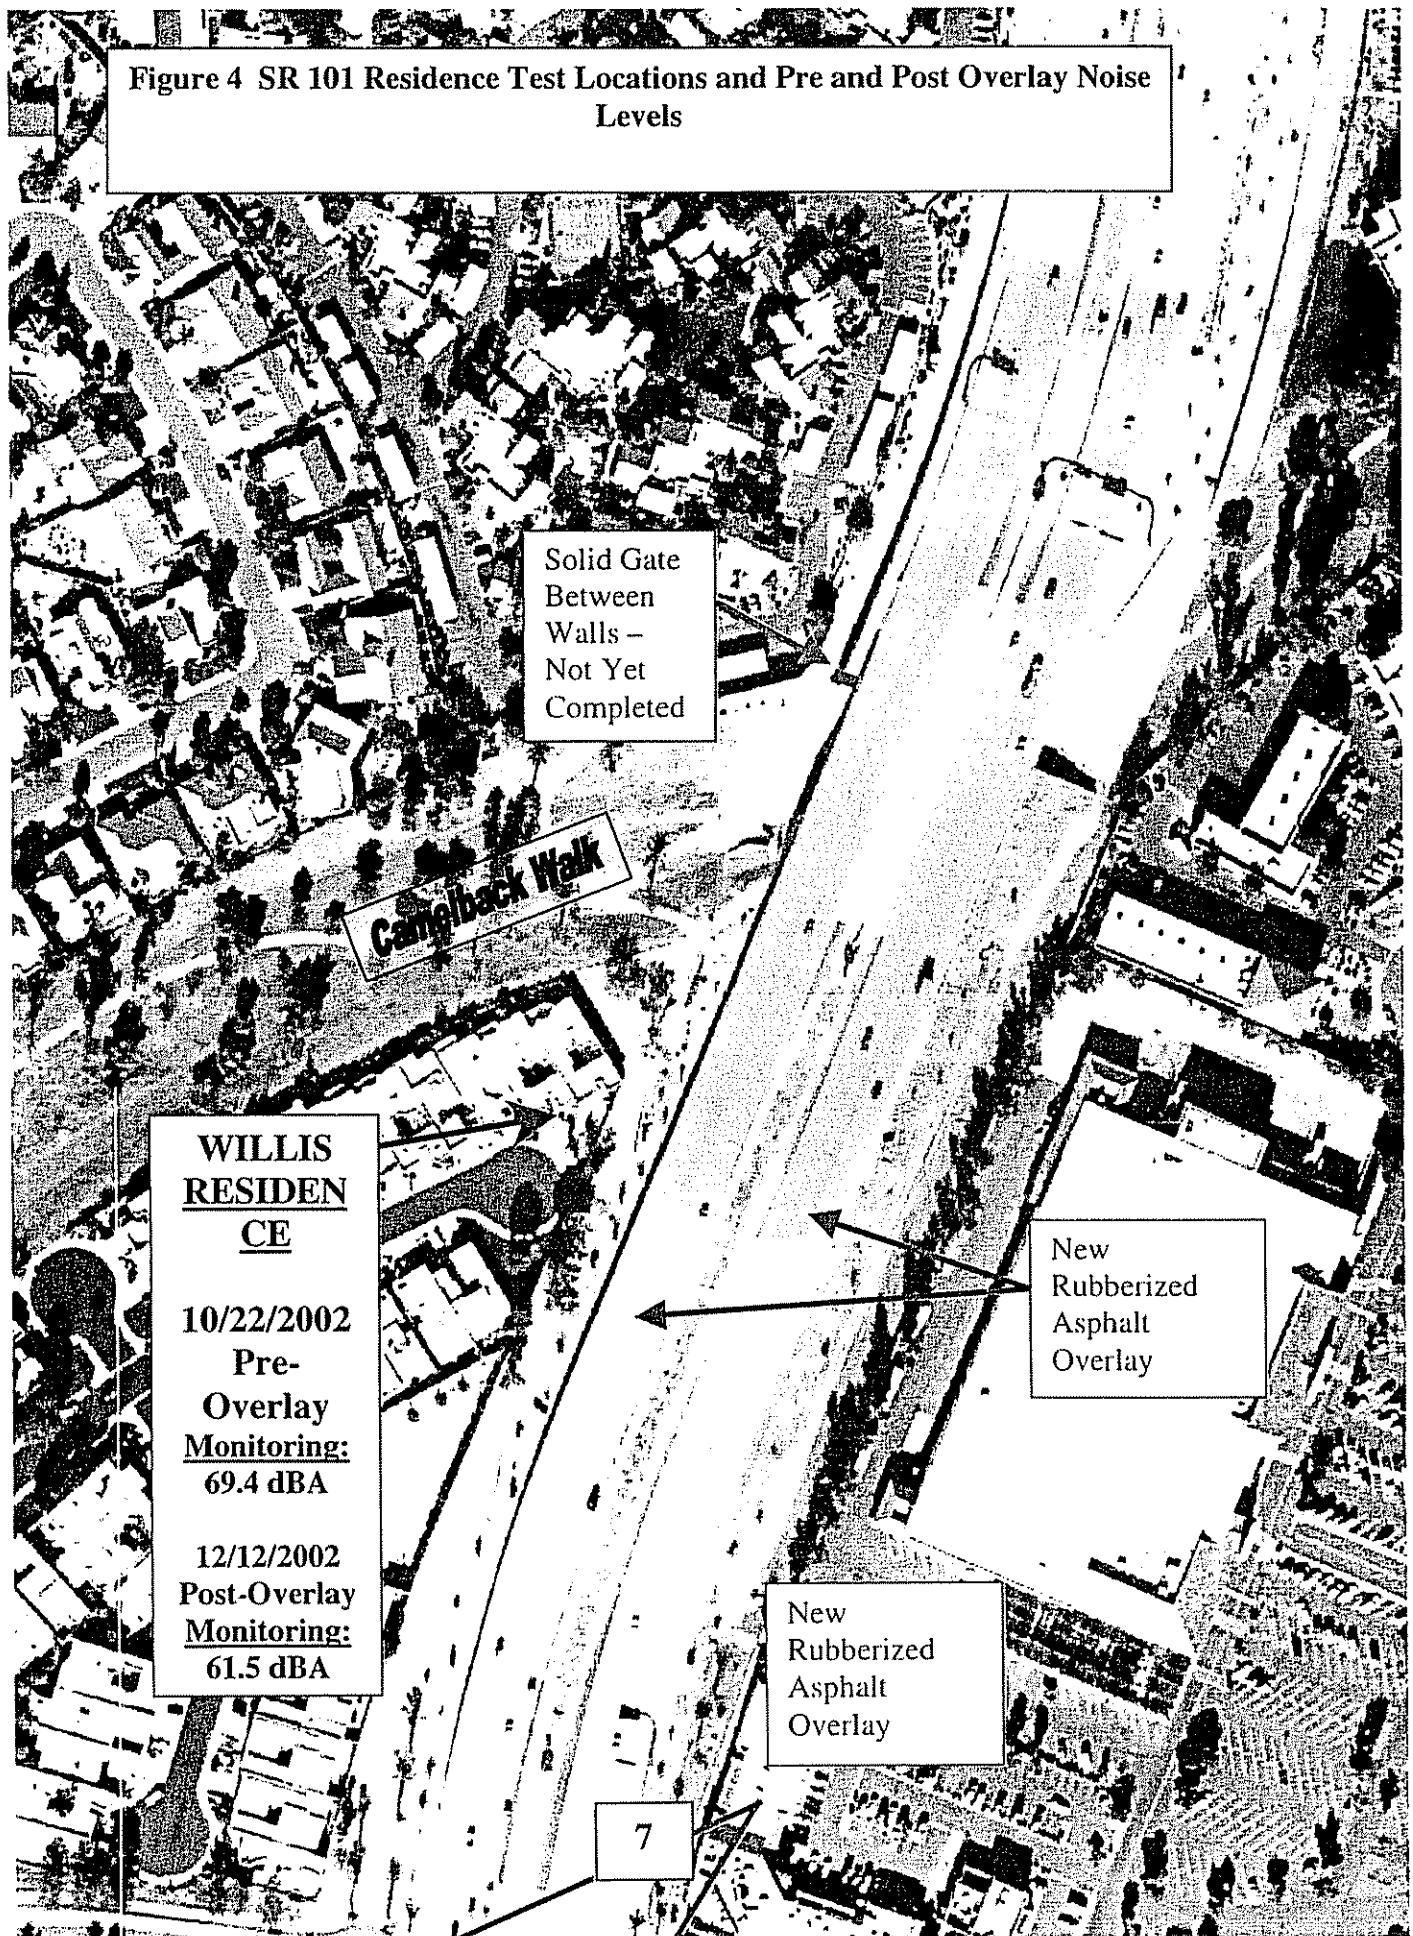 Figure 4 SR 101 Residence Test Locations and Pre and Post Overlay Noise
Levels
Solid Gate
Between
Walls –
Not Yet
Completed
Camelback Walk
WILLIS
RESIDEN
CE
10/22/2002
Pre-
Overlay
Monitoring:
69.4 dBA
12/12/2002
Post-Overlay
Monitoring:
61.5 dBA
New
Rubberized
Asphalt
Overlay
New
Rubberized
Asphalt
Overlay
7